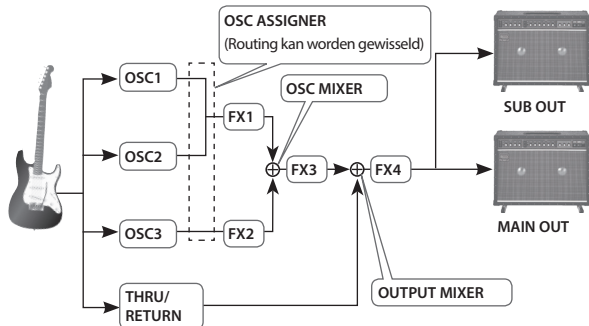 OSC ASSIGNER
(Routing kan worden gewisseld)
OSC1
OSC MIXER
SUB OUT
FX1
OSC2
FX3
FX4
OSC3
FX2
MAIN OUT
THRU/
RETURN
OUTPUT MIXER